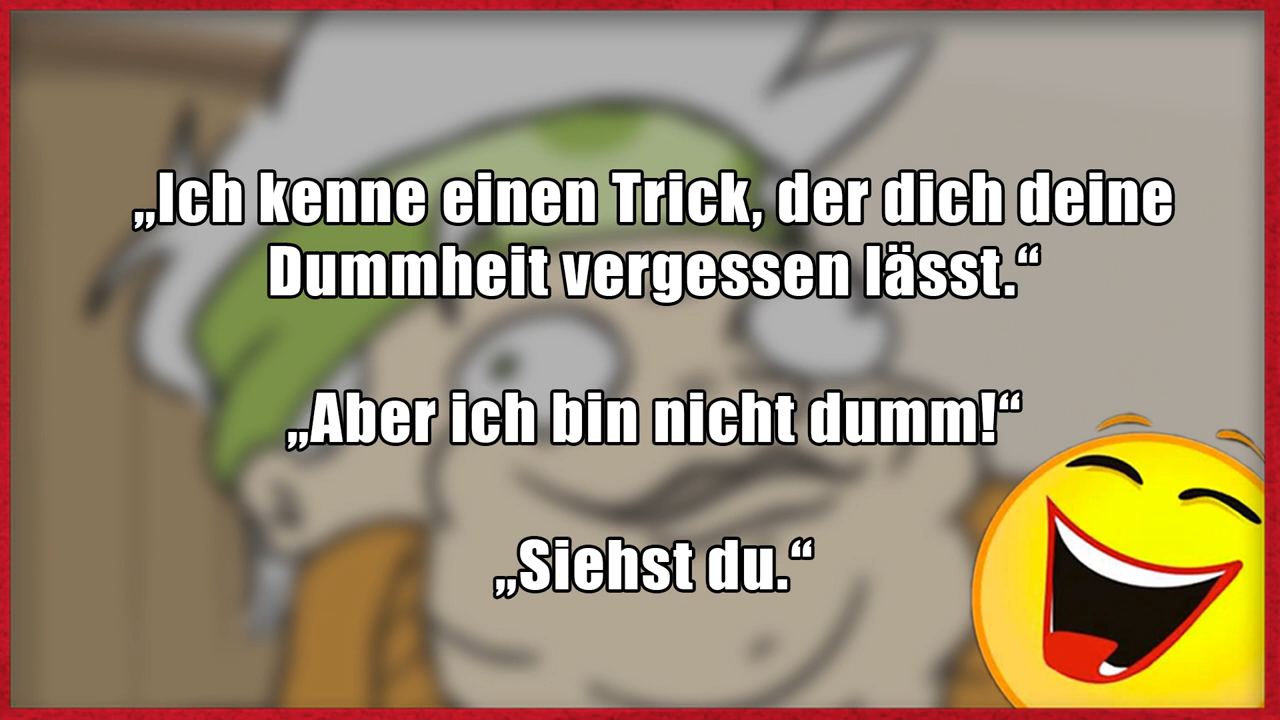 „Ich kenne einen Trick, der dich deine
Dummheit vergessen lässt.“
„Aber ich bin nicht dumm!“
„Siehst du.“